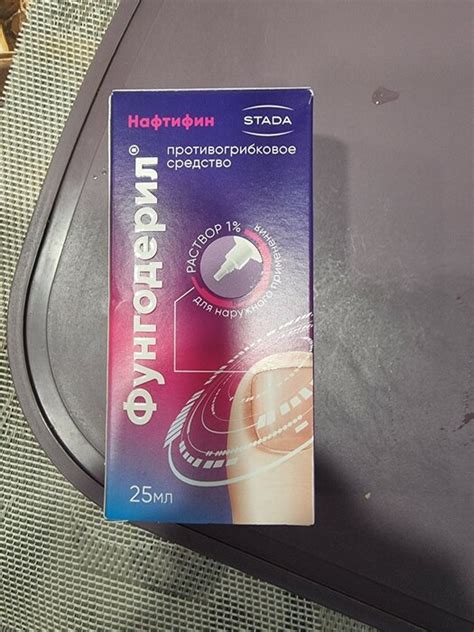 Нафтифин
STADA
противогрибковое
средство
Фунгодерил®
РАСТВОР 1%
для наружного применения
25мл